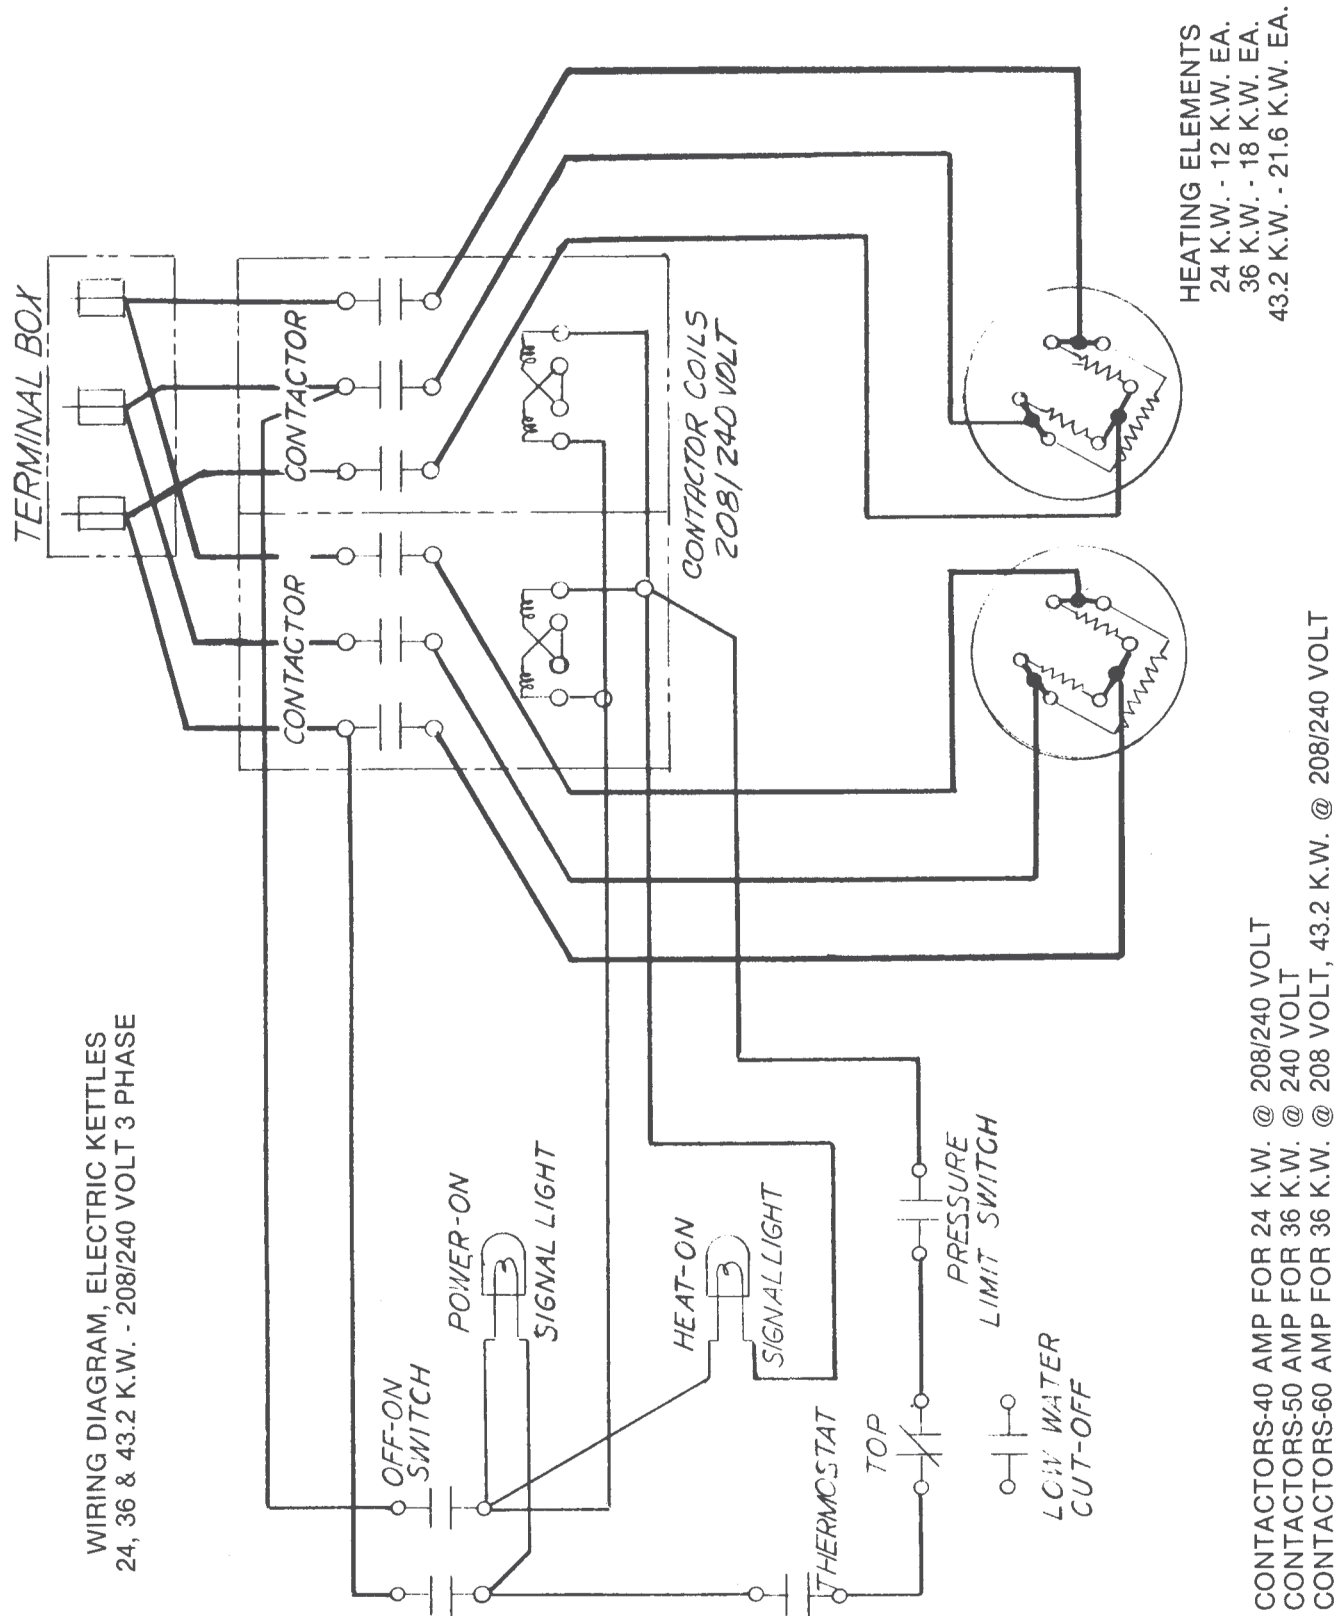 WIRING DIAGRAM, ELECTRIC KETTLES
24, 36 & 43.2 K.W. - 208/240 VOLT 3 PHASE
TERMINAL BOX
CONTACTOR
CONTACTOR
CONTACTOR COILS
208/240 VOLT
OFF-ON
SWITCH
POWER-ON
SIGNAL LIGHT
HEAT-ON
SIGNAL LIGHT
THERMOSTAT
TOP
LOW WATER
CUT-OFF
PRESSURE
LIMIT SWITCH
HEATING ELEMENTS
24 K.W. - 12 K.W. EA.
36 K.W. - 18 K.W. EA.
43.2 K.W. - 21.6 K.W. EA.
CONTACTORS-40 AMP FOR 24 K.W. @ 208/240 VOLT
CONTACTORS-50 AMP FOR 36 K.W. @ 240 VOLT
CONTACTORS-60 AMP FOR 36 K.W. @ 208 VOLT, 43.2 K.W. @ 208/240 VOLT